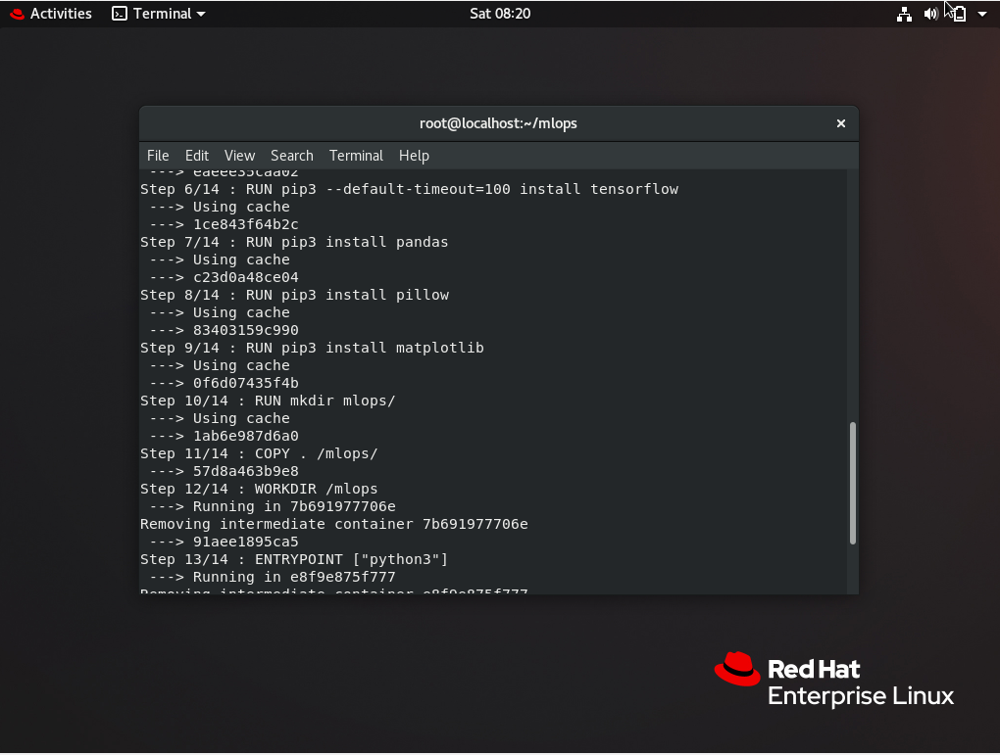 Activities Terminal Sat 08:20
root@localhost:~/mlops
File Edit View Search Terminal Help
---> eaeee35caa02
Step 6/14 : RUN pip3 --default-timeout=100 install tensorflow
---> Using cache
---> 1ce843f64b2c
Step 7/14 : RUN pip3 install pandas
---> Using cache
---> c23d0a48ce04
Step 8/14 : RUN pip3 install pillow
---> Using cache
---> 83403159c990
Step 9/14 : RUN pip3 install matplotlib
---> Using cache
---> 0f6d07435f4b
Step 10/14 : RUN mkdir mlops/
---> Using cache
---> 1ab6e987d6a0
Step 11/14 : COPY . /mlops/
---> 57d8a463b9e8
Step 12/14 : WORKDIR /mlops
---> Running in 7b691977706e
Removing intermediate container 7b691977706e
---> 91aee1895ca5
Step 13/14 : ENTRYPOINT ["python3"]
---> Running in e8f9e875f777
Removing intermediate container e8f9e875f777
Red Hat
Enterprise Linux